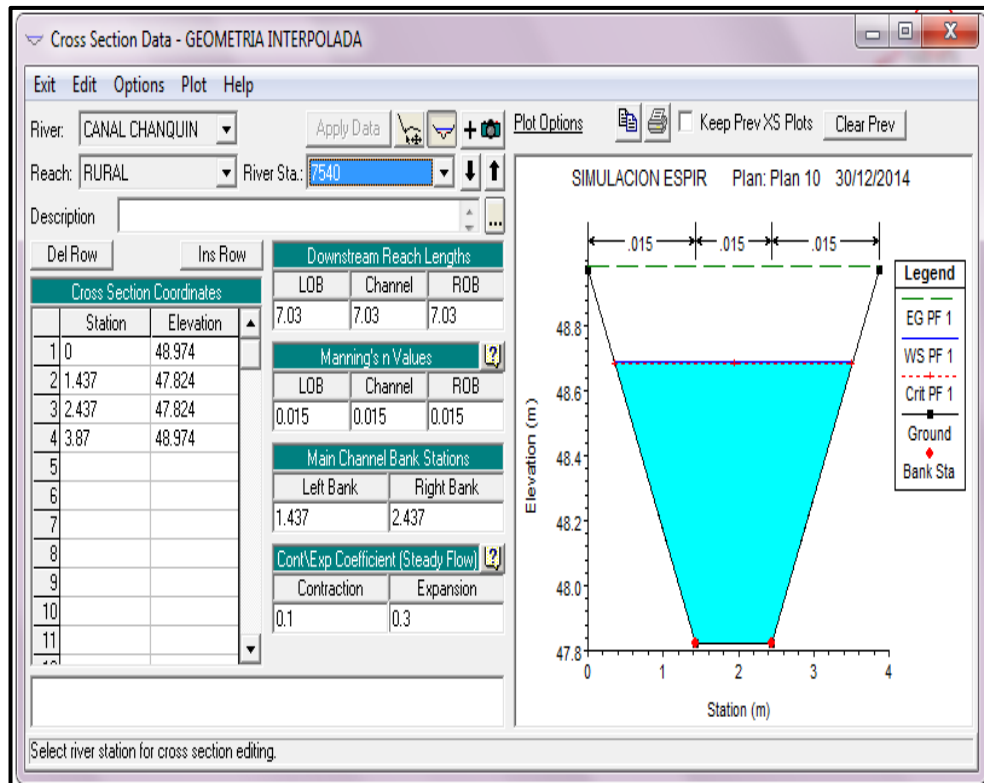 Cross Section Data - GEOMETRIA INTERPOLADA
X
Exit Edit Options Plot Help
River: CANAL CHANQUIN Apply Data
Plot Options Keep Prev XS Plots Clear Prev
Reach: RURAL River Sta.: 7540
Description ...
Del Row Ins Row
Cross Section Coordinates
Station Elevation
1 0 48.974
2 1.437 47.824
3 2.437 47.824
4 3.87 48.974
5
6
7
8
9
10
11
Downstream Reach Lengths
LOB Channel ROB
7.03 7.03 7.03
Manning's n Values ?
LOB Channel ROB
0.015 0.015 0.015
Main Channel Bank Stations
Left Bank Right Bank
1.437 2.437
Cont\Exp Coefficient (Steady Flow) ?
Contraction Expansion
0.1 0.3
SIMULACION ESPIR Plan: Plan 10 30/12/2014
.015 .015 .015
Legend
EG PF 1
WS PF 1
Crit PF 1
Ground
Bank Sta
48.8
48.6
48.4
48.2
48.0
47.8
Elevation (m)
0 1 2 3 4
Station (m)
Select river station for cross section editing.